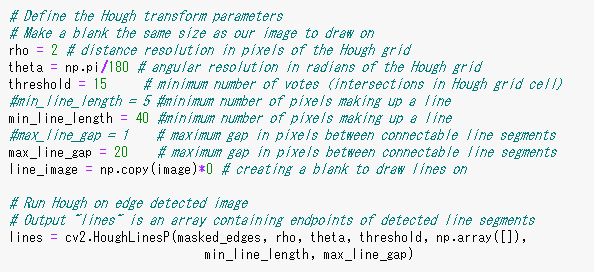 # Define the Hough transform parameters
# Make a blank the same size as our image to draw on
rho = 2 # distance resolution in pixels of the Hough grid
theta = np.pi/180 # angular resolution in radians of the Hough grid
threshold = 15     # minimum number of votes (intersections in Hough grid cell)
#min_line_length = 5 #minimum number of pixels making up a line
min_line_length = 40 #minimum number of pixels making up a line
#max_line_gap = 1    # maximum gap in pixels between connectable line segments
max_line_gap = 20    # maximum gap in pixels between connectable line segments
line_image = np.copy(image)*0 # creating a blank to draw lines on

# Run Hough on edge detected image
# Output "lines" is an array containing endpoints of detected line segments
lines = cv2.HoughLinesP(masked_edges, rho, theta, threshold, np.array([]),
                            min_line_length, max_line_gap)